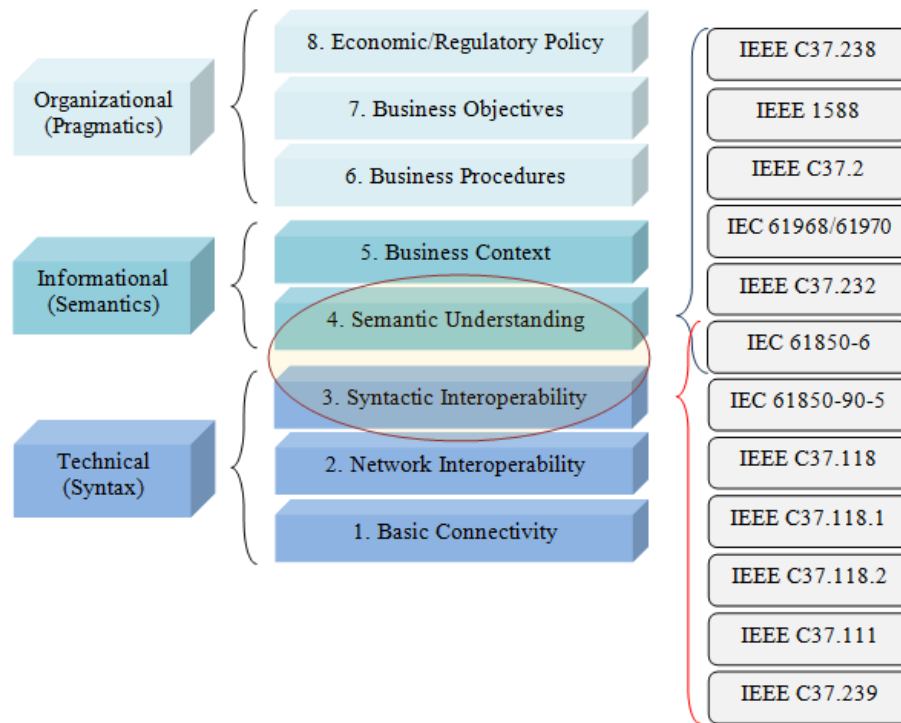 Organizational
(Pragmatics)
8. Economic/Regulatory Policy
7. Business Objectives
6. Business Procedures
Informational
(Semantics)
5. Business Context
4. Semantic Understanding
Technical
(Syntax)
3. Syntactic Interoperability
2. Network Interoperability
1. Basic Connectivity
IEEE C37.238
IEEE 1588
IEEE C37.2
IEC 61968/61970
IEEE C37.232
IEC 61850-6
IEC 61850-90-5
IEEE C37.118
IEEE C37.118.1
IEEE C37.118.2
IEEE C37.111
IEEE C37.239